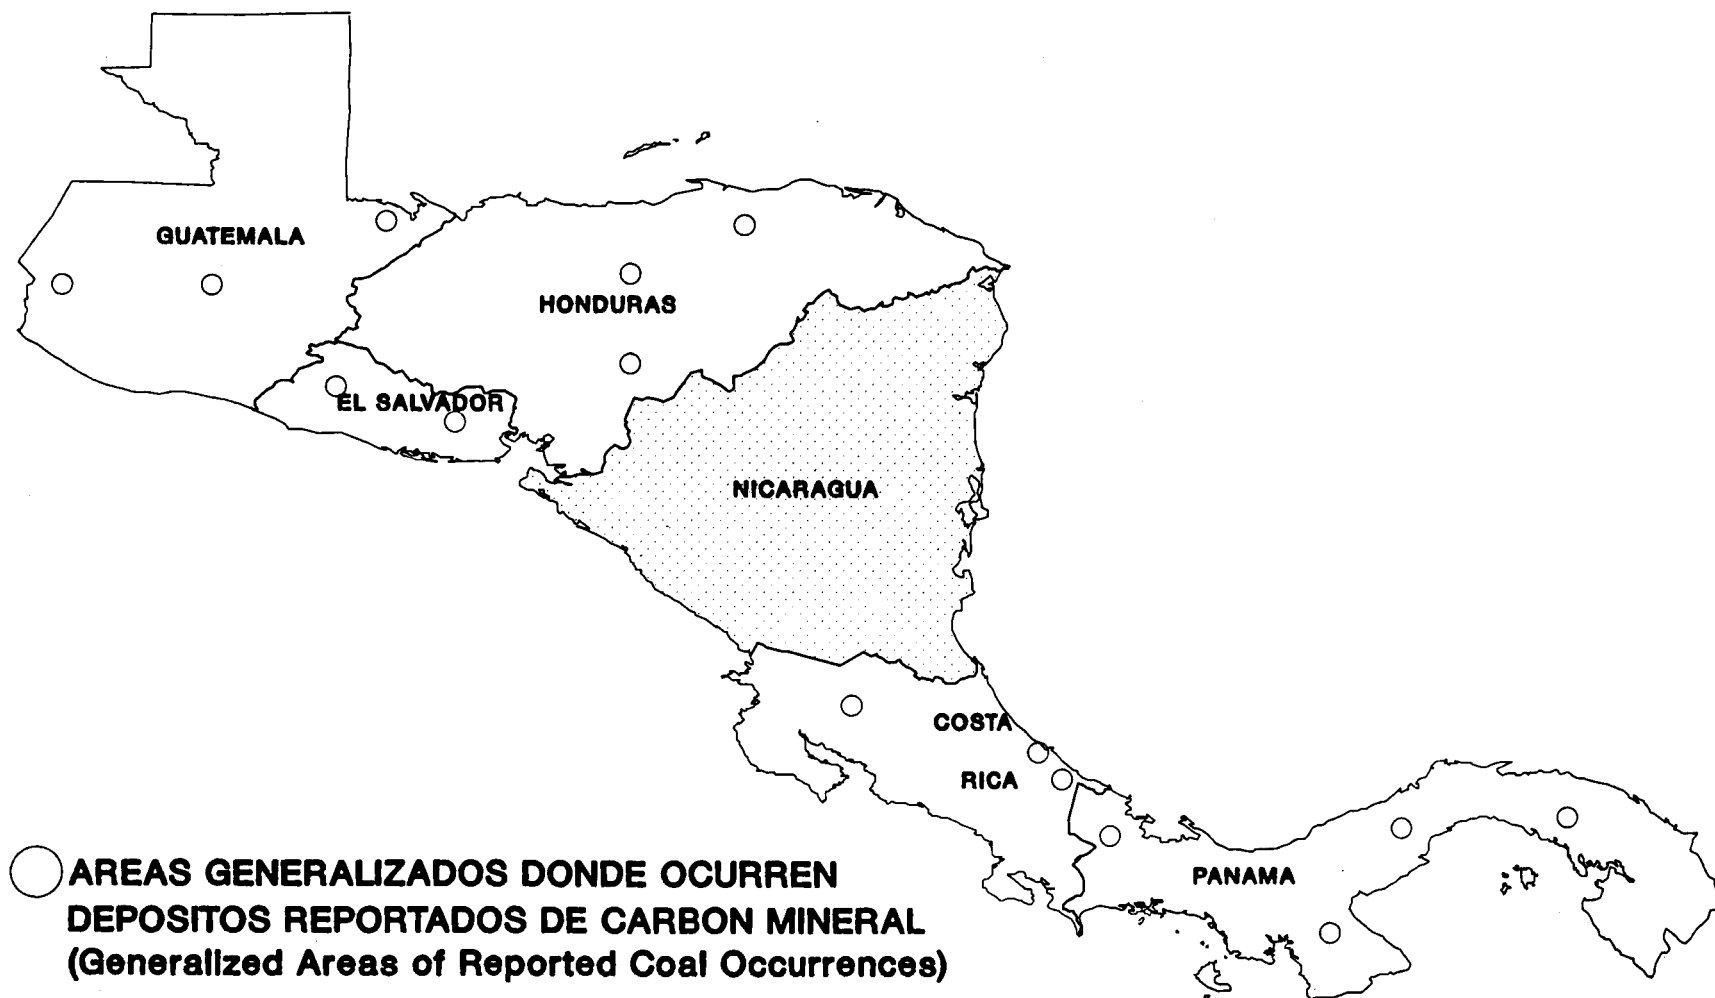 GUATEMALA
HONDURAS
EL SALVADOR
NICARAGUA
COSTA
RICA
PANAMA
AREAS GENERALIZADOS DONDE OCURREN
DEPOSITOS REPORTADOS DE CARBON MINERAL
(Generalized Areas of Reported Coal Occurrences)